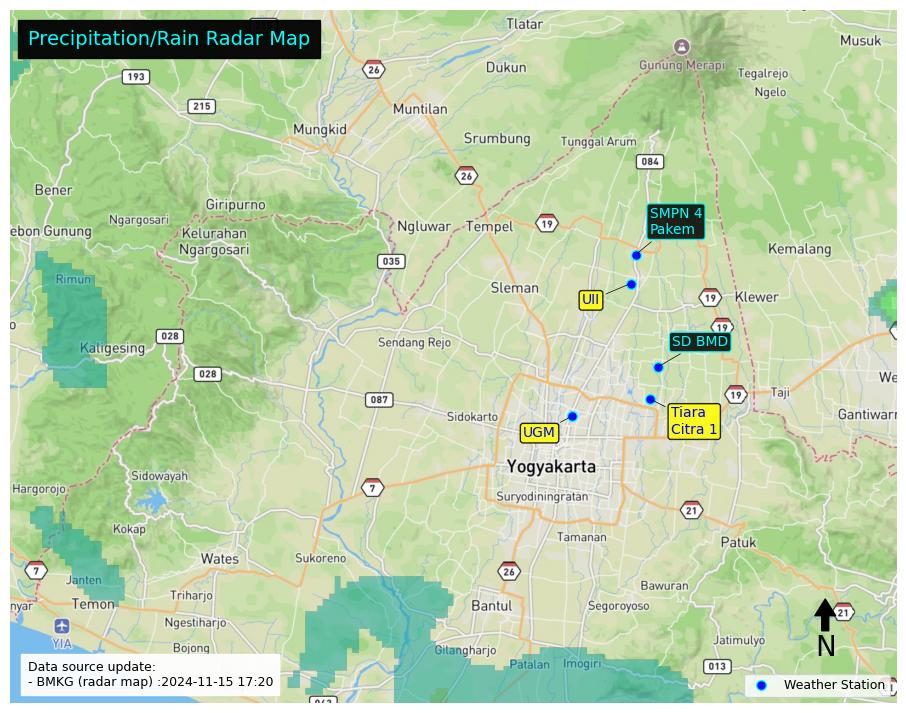 Precipitation/Rain Radar Map
Tlatar
Musuk
26
Dukun
Gunung Merapi
Tegalrejo
193
Ngelo
215
Muntilan
Mungkid
Srumbung
Tunggal Arum
084
26
Bener
Giripurno
SMPN 4
Pakem
Ngargosari
Ngluwar
Tempel
19
ebon Gunung
Kelurahan
Ngargosari
Kemalang
035
Rimun
Sleman
UII
19
Klewer
19
028
Kaligesing
Sendang Rejo
SD BMD
028
We
087
19
Taji
Tiara
Citra 1
Gantiwarn
Sidokarto
UGM
Yogyakarta
Sidowayah
Hargorojo
7
Suryodiningratan
21
Kokap
Tamanan
Patuk
Wates
Sukoreno
7
26
Janten
Bawuran
Triharjo
nyar
Temon
Bantul
Segoroyoso
21
Ngestiharjo
YIA
Jatimulyo
N
Bojong
Gilangharjo
Patalan
Imogiri
013
Data source update:
- BMKG (radar map) :2024-11-15 17:20
Weather Station